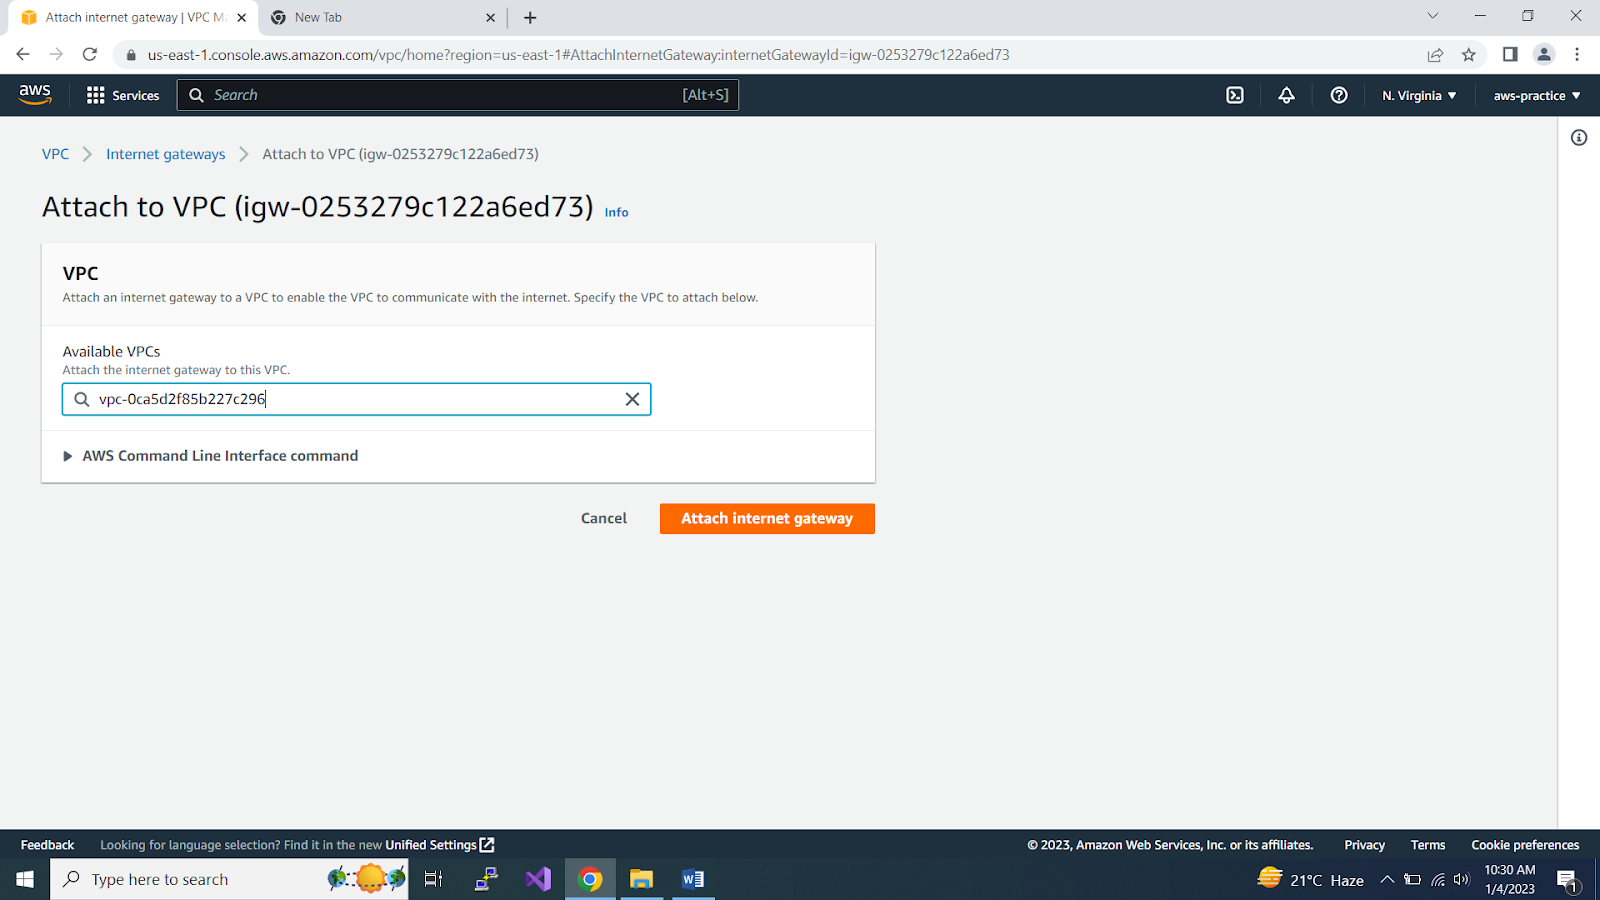 Attach internet gateway | VPC Ma
New Tab
us-east-1.console.aws.amazon.com/vpc/home?region=us-east-1#AttachInternetGateway:internetGatewayId=igw-0253279c122a6ed73
aws
Services
Search
[Alt+S]
N. Virginia
aws-practice
VPC
Internet gateways
Attach to VPC (igw-0253279c122a6ed73)
Attach to VPC (igw-0253279c122a6ed73) Info
VPC
Attach an internet gateway to a VPC to enable the VPC to communicate with the internet. Specify the VPC to attach below.
Available VPCs
Attach the internet gateway to this VPC.
vpc-0ca5d2f85b227c296
AWS Command Line Interface command
Cancel
Attach internet gateway
Feedback
Looking for language selection? Find it in the new Unified Settings
© 2023, Amazon Web Services, Inc. or its affiliates.
Privacy
Terms
Cookie preferences
Type here to search
21°C Haze
10:30 AM
1/4/2023
1